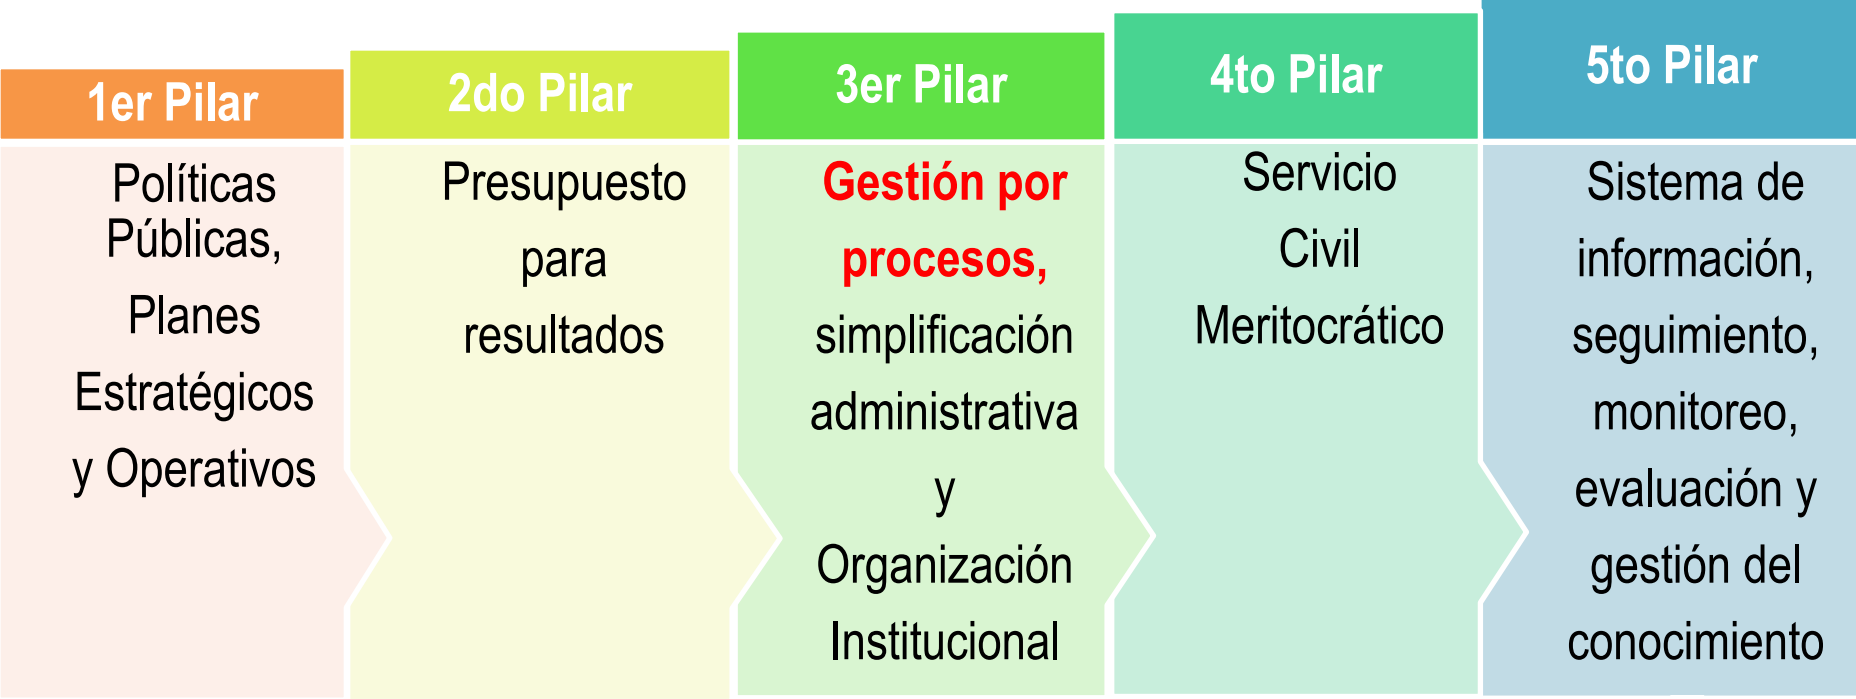 1er Pilar
Políticas
Públicas,
Planes
Estratégicos
y Operativos
2do Pilar
Presupuesto
para
resultados
3er Pilar
Gestión por
procesos,
simplificación
administrativa
y
Organización
Institucional
4to Pilar
Servicio
Civil
Meritocrático
5to Pilar
Sistema de
información,
seguimiento,
monitoreo,
evaluación y
gestión del
conocimiento